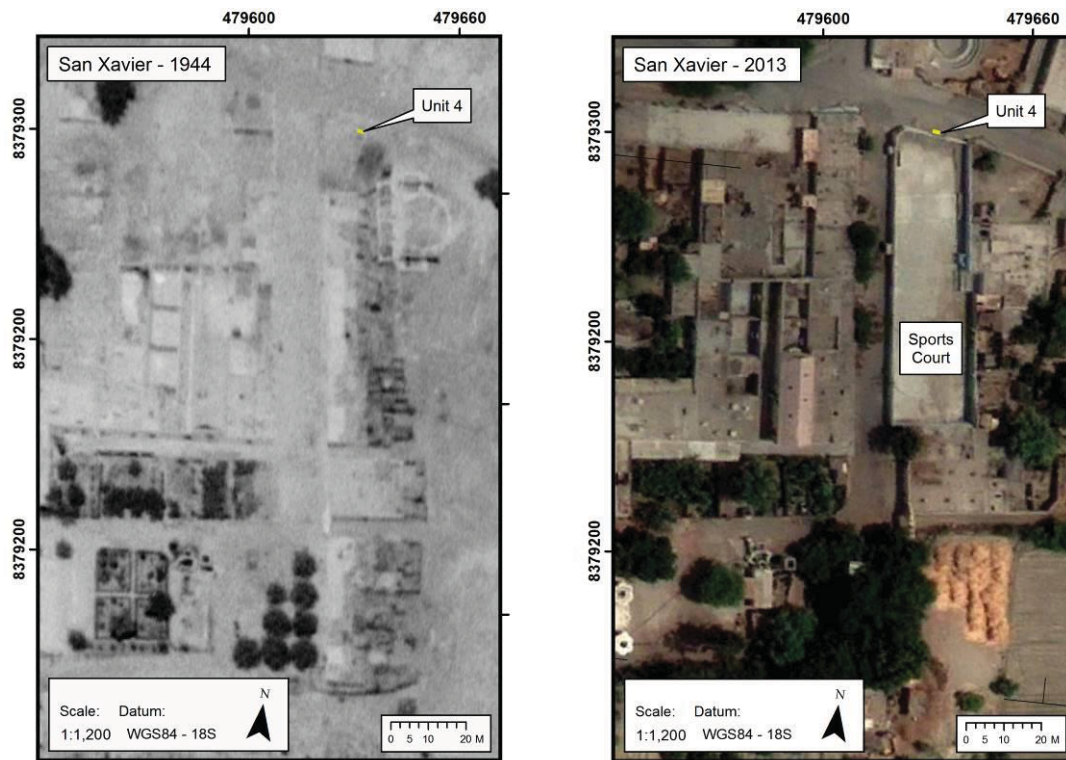 479600
479660
San Xavier - 1944
Unit 4
8379300
8379200
8379200
Scale:
Datum:
1:1,200
WGS84 - 18S
N
0
5
10
20 M
479600
479660
San Xavier - 2013
Unit 4
8379300
8379200
8379200
Sports
Court
Scale:
Datum:
1:1,200
WGS84 - 18S
N
0
5
10
20 M